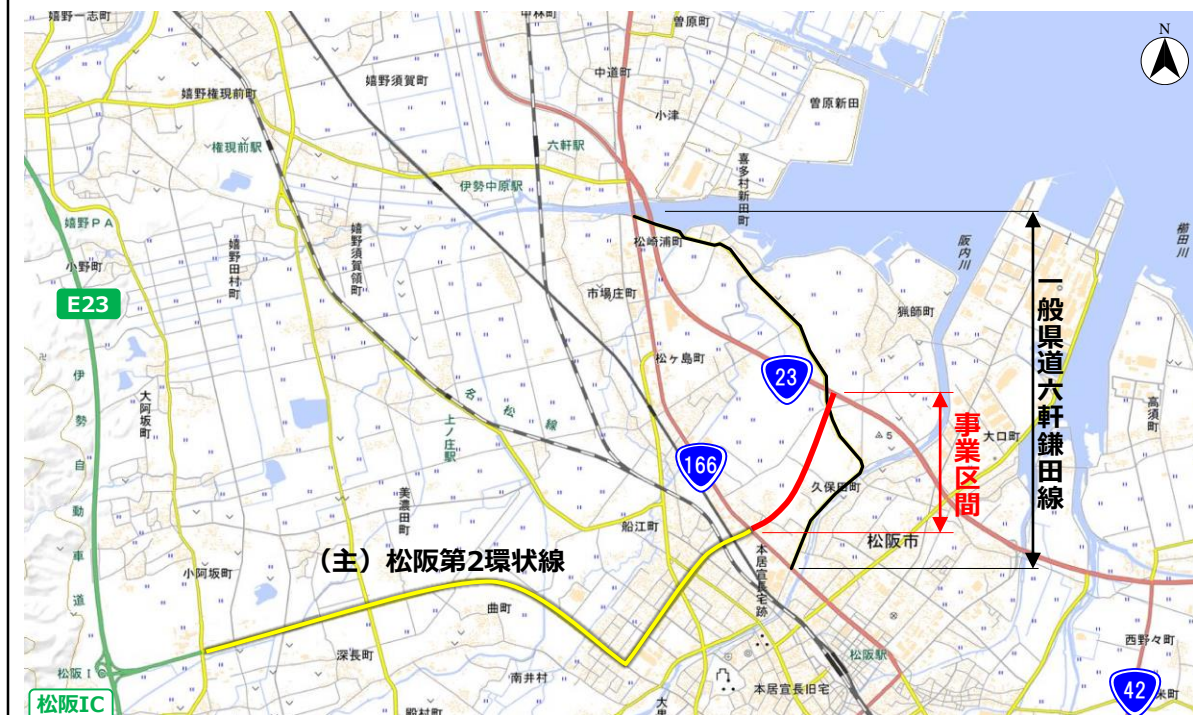 嬉野一志町
曽原町
N
嬉野須賀町
中道町
嬉野権現前町
小津
曽原新田
権現前駅
六軒駅
伊勢中原駅
喜多村新田町
嬉野PA
嬉野田村町
嬉野須賀領町
松崎浦町
阪内川
櫛田川
小野町
E23
市場庄町
猟師町
一般県道六軒鎌田線
松ヶ島町
23
伊勢自動車道
大阿坂町
名松線
上ノ庄駅
5
大口町
高須町
事業区間
166
久保田町
美濃田町
船江町
松阪市
(主)松阪第2環状線
小阿坂町
本居宣長宅跡
曲町
西野々町
深長町
松阪駅
松阪IC
南井村
本居宣長旧宅
松阪IC
殿村町
42